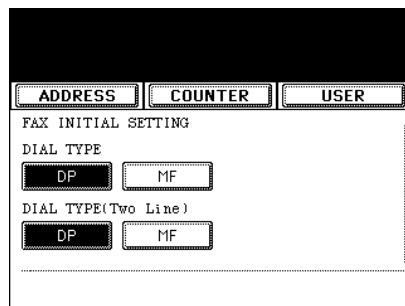 ADDRESS COUNTER USER
FAX INITIAL SETTING
DIAL TYPE
DP MF
DIAL TYPE(Two Line)
DP MF